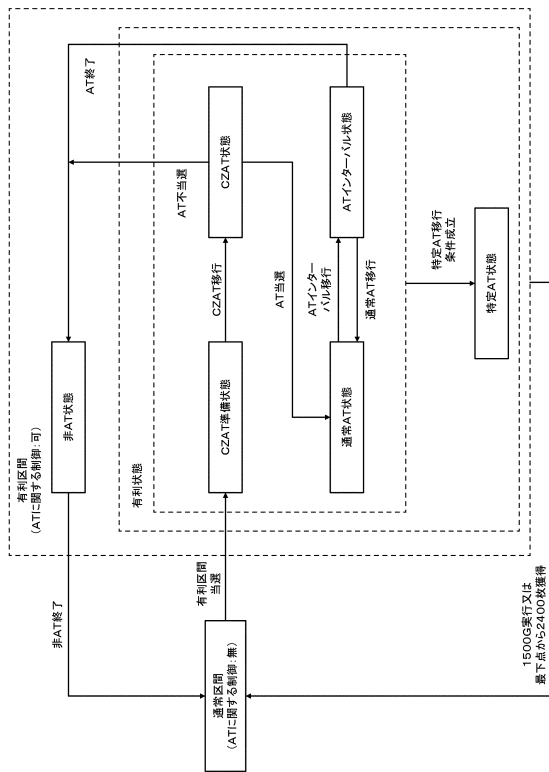 有利区間
(ATに関する制御：可)
非AT状態
AT終了
非AT終了
有利状態
AT不当選
CZAT準備状態
CZAT移行
CZAT状態
AT当選
通常AT状態
ATインター
バル移行
通常AT移行
ATインターバル状態
特定AT移行
条件成立
特定AT状態
有利区間
当選
通常区間
(ATに関する制御：無)
1500G実行又は
最下点から2400枚獲得